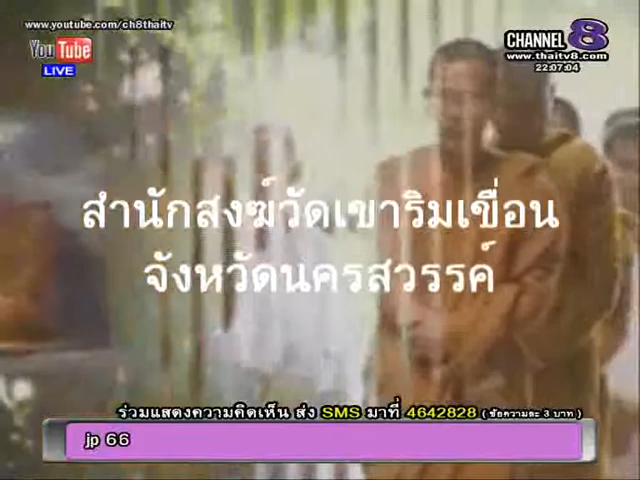 www.youtube.com/ch8thaitv
YouTube
LIVE
CHANNEL 8
www.thaitv8.com
22:07:04
สำนักสงฆ์วัดเขาริมเขื่อน
จังหวัดนครสวรรค์
ร่วมแสดงความคิดเห็น ส่ง SMS มาที่ 4642828 ( ข้อความละ 3 บาท )
jp 66